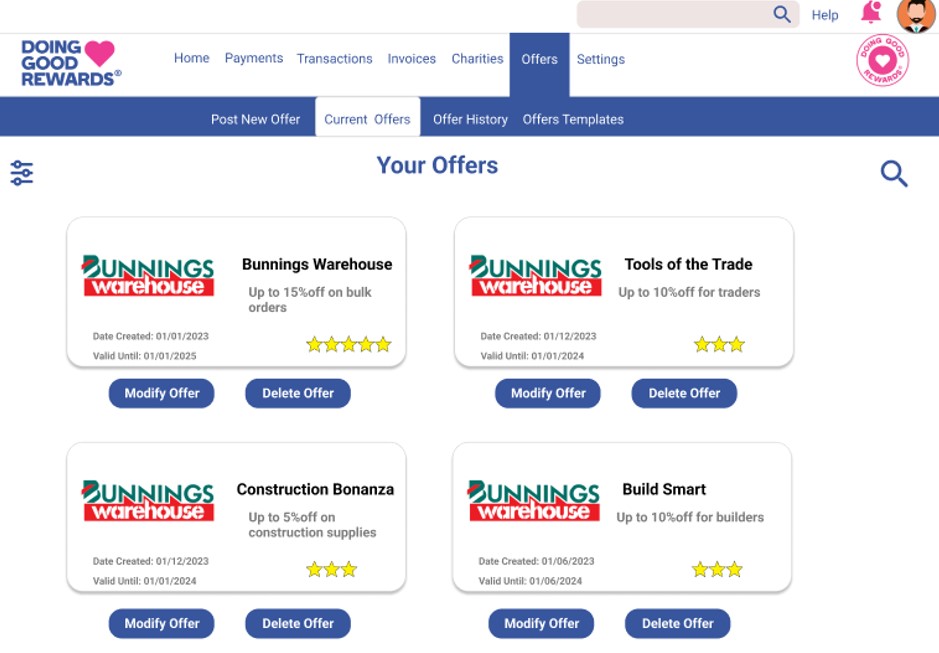 Help
DOING
GOOD
REWARDS®
Home Payments Transactions Invoices Charities Offers Settings
DOING GOOD REWARDS®
Post New Offer Current Offers Offer History Offers Templates
Your Offers
BUNNINGS
warehouse
Bunnings Warehouse
Up to 15%off on bulk
orders
Date Created: 01/01/2023
Valid Until: 01/01/2025
BUNNINGS
warehouse
Tools of the Trade
Up to 10%off for traders
Date Created: 01/12/2023
Valid Until: 01/01/2024
Modify Offer Delete Offer Modify Offer Delete Offer
BUNNINGS
warehouse
Construction Bonanza
Up to 5%off on
construction supplies
Date Created: 01/12/2023
Valid Until: 01/01/2024
BUNNINGS
warehouse
Build Smart
Up to 10%off for builders
Date Created: 01/06/2023
Valid Until: 01/06/2024
Modify Offer Delete Offer Modify Offer Delete Offer